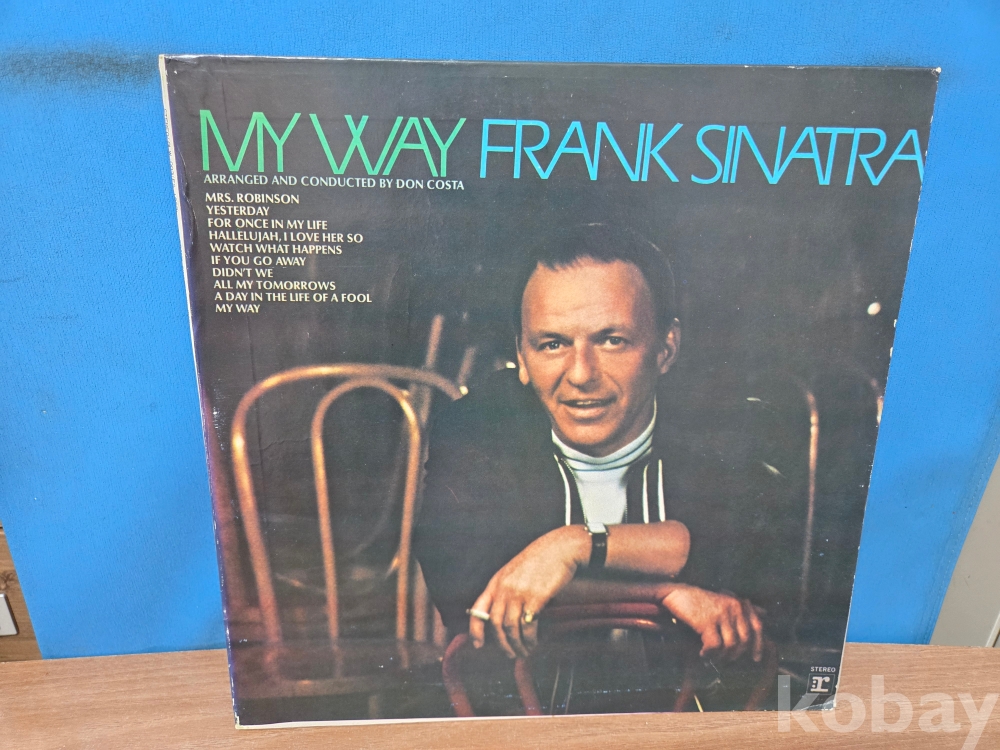 MY WAY FRANK SINATRA
ARRANGED AND CONDUCTED BY DON COSTA
MRS. ROBINSON
YESTERDAY
FOR ONCE IN MY LIFE
HALLELUJAH, I LOVE HER SO
WATCH WHAT HAPPENS
IF YOU GO AWAY
DIDN'T WE
ALL MY TOMORROWS
A DAY IN THE LIFE OF A FOOL
MY WAY
STEREO
r
kobay